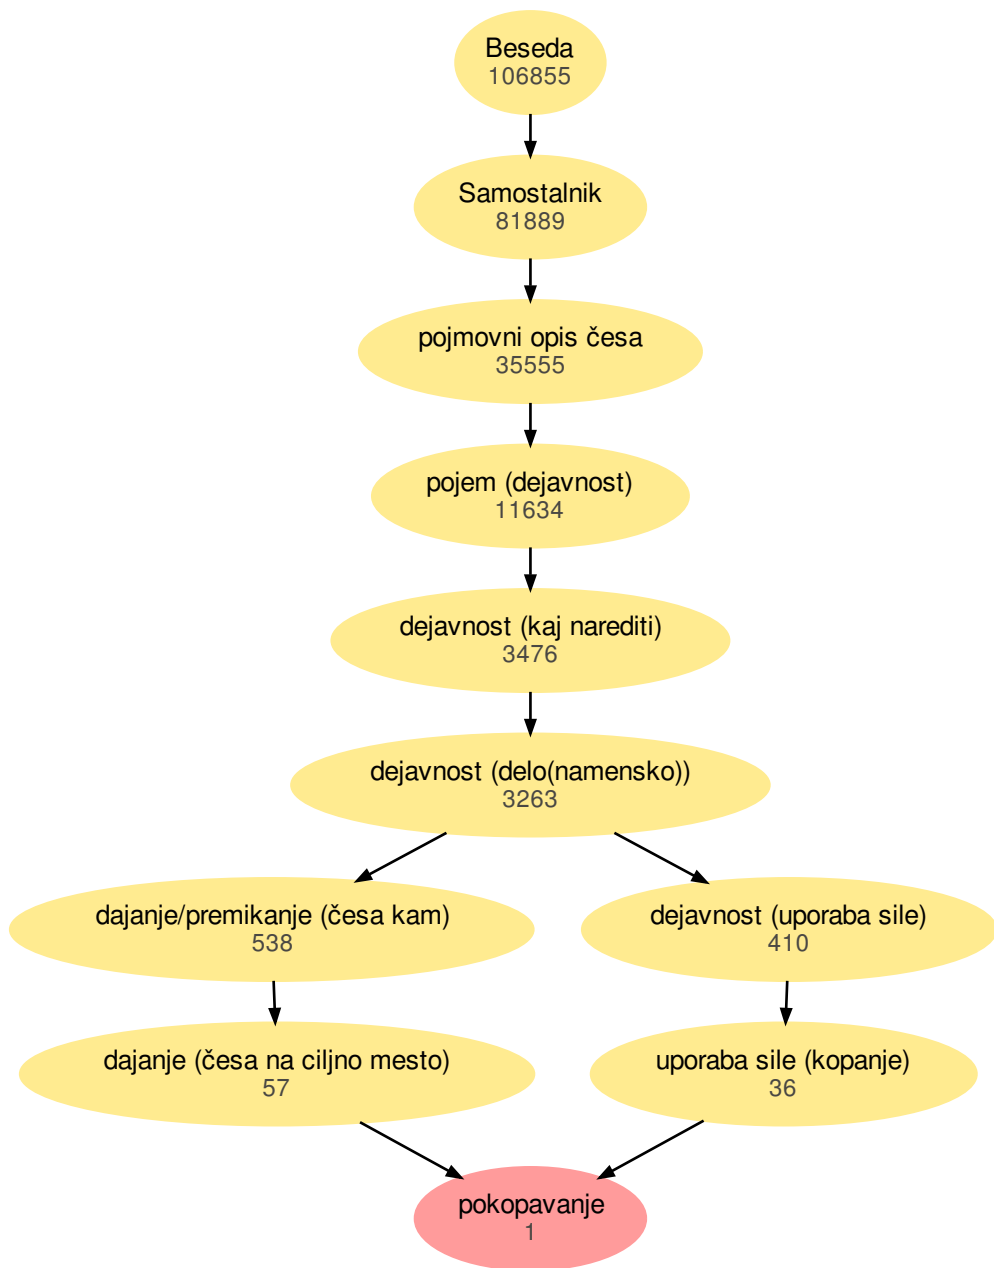 Beseda
106855
Samostalnik
81889
pojmovni opis česa
35555
pojem (dejavnost)
11634
dejavnost (kaj narediti)
3476
dejavnost (delo(namensko))
3263
dajanje/premikanje (česa kam)
538
dejavnost (uporaba sile)
410
dajanje (česa na ciljno mesto)
57
uporaba sile (kopanje)
36
pokopavanje
1